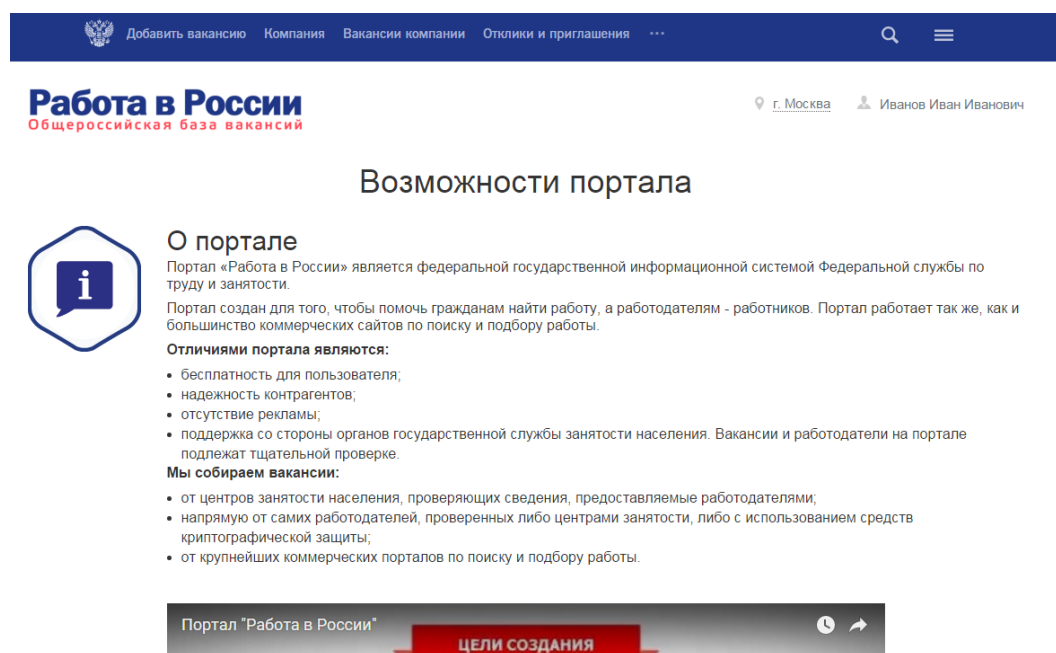 Добавить вакансию Компания Вакансии компании Отклики и приглашения ...
Работа в России
Общероссийская база вакансий
г. Москва Иванов Иван Иванович
Возможности портала
i
О портале
Портал «Работа в России» является федеральной государственной информационной системой Федеральной службы по
труду и занятости.
Портал создан для того, чтобы помочь гражданам найти работу, а работодателям - работников. Портал работает так же, как и
большинство коммерческих сайтов по поиску и подбору работы.
Отличиями портала являются:
• бесплатность для пользователя;
• надежность контрагентов;
• отсутствие рекламы;
• поддержка со стороны органов государственной службы занятости населения. Вакансии и работодатели на портале
подлежат тщательной проверке.
Мы собираем вакансии:
• от центров занятости населения, проверяющих сведения, предоставляемые работодателями;
• напрямую от самих работодателей, проверенных либо центрами занятости, либо с использованием средств
криптографической защиты;
• от крупнейших коммерческих порталов по поиску и подбору работы.
Портал "Работа в России"
ЦЕЛИ СОЗДАНИЯ